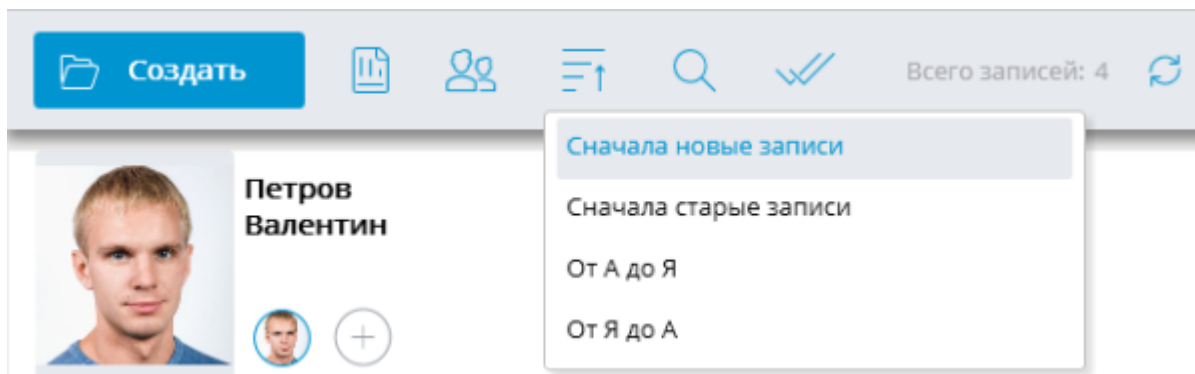 Создать
Всего записей: 4
Сначала новые записи
Сначала старые записи
От А до Я
От Я до А
Петров
Валентин